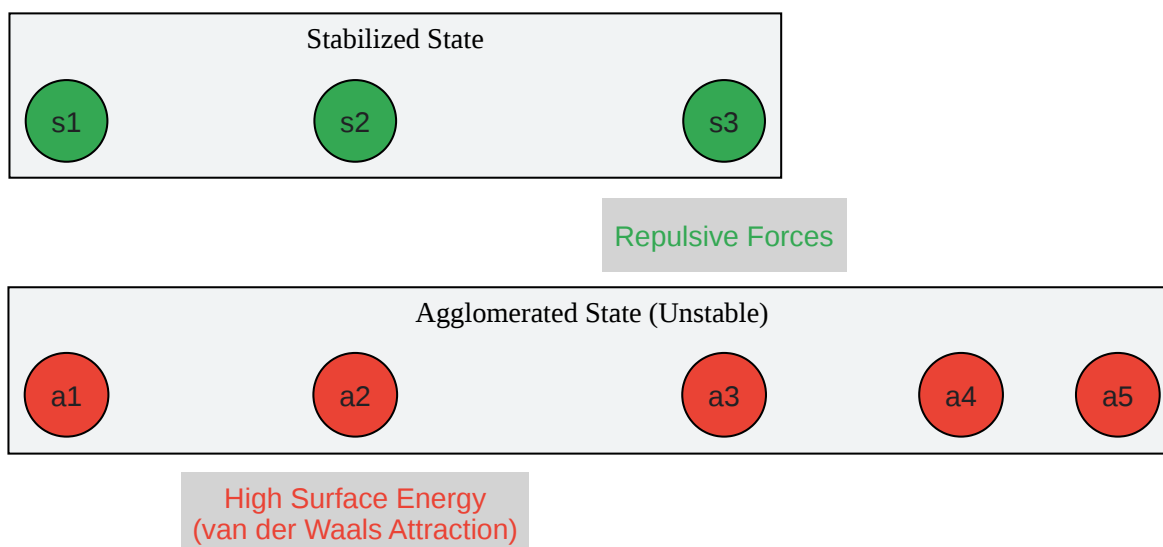 Stabilized State
s1 s2 s3
Repulsive Forces
Agglomerated State (Unstable)
a1 a2 a3 a4 a5
High Surface Energy
(van der Waals Attraction)